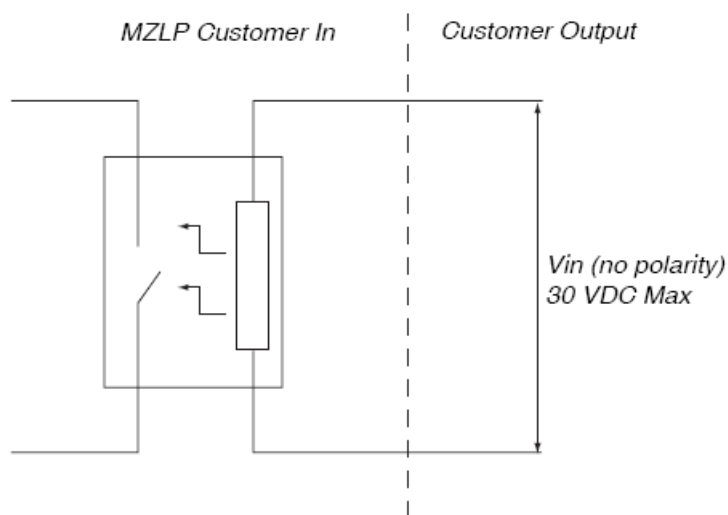 MZLP Customer In
Customer Output
Vin (no polarity)
30 VDC Max